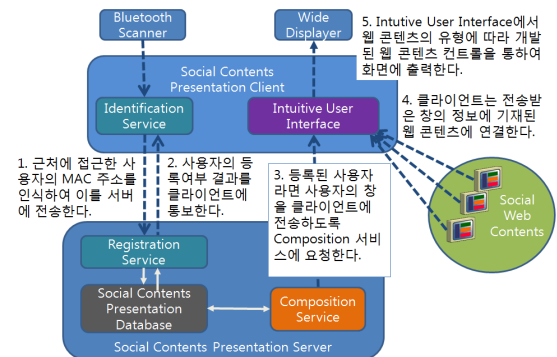 Bluetooth
Scanner
Wide
Displayer
5. Intutive User Interface에서
웹 콘텐츠의 유형에 따라 개발
된 웹 콘텐츠 컨트롤을 통하여
화면에 출력한다.
Social Contents
Presentation Client
Identification
Service
Intuitive User
Interface
4. 클라이언트는 전송받
은 창의 정보에 기재된
웹 콘텐츠에 연결한다.
1. 근처에 접근한 사
용자의 MAC 주소를
인식하여 이를 서버
에 전송한다.
2. 사용자의 등
록여부 결과를
클라이언트에
통보한다.
3. 등록된 사용자
라면 사용자의 창
을 클라이언트에
전송하도록
Composition 서비
스에 요청한다.
Social
Web
Contents
Registration
Service
Social Contents
Presentation
Database
Composition
Service
Social Contents Presentation Server